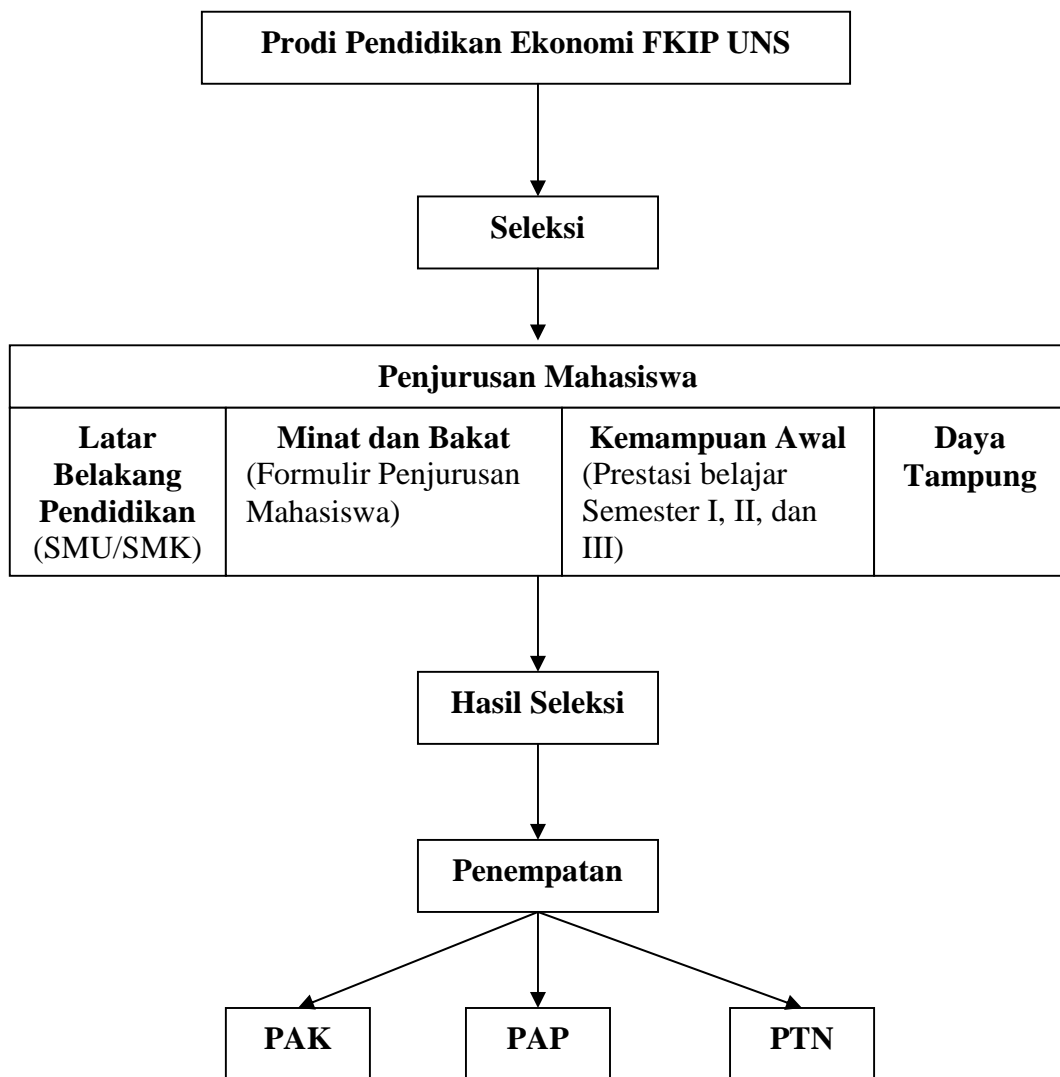 Prodi Pendidikan Ekonomi FKIP UNS
Seleksi
Penjurusan Mahasiswa
Latar
Belakang
Pendidikan
(SMU/SMK)
Minat dan Bakat
(Formulir Penjurusan
Mahasiswa)
Kemampuan Awal
(Prestasi belajar
Semester I, II, dan
III)
Daya
Tampung
Hasil Seleksi
Penempatan
PAK
PAP
PTN